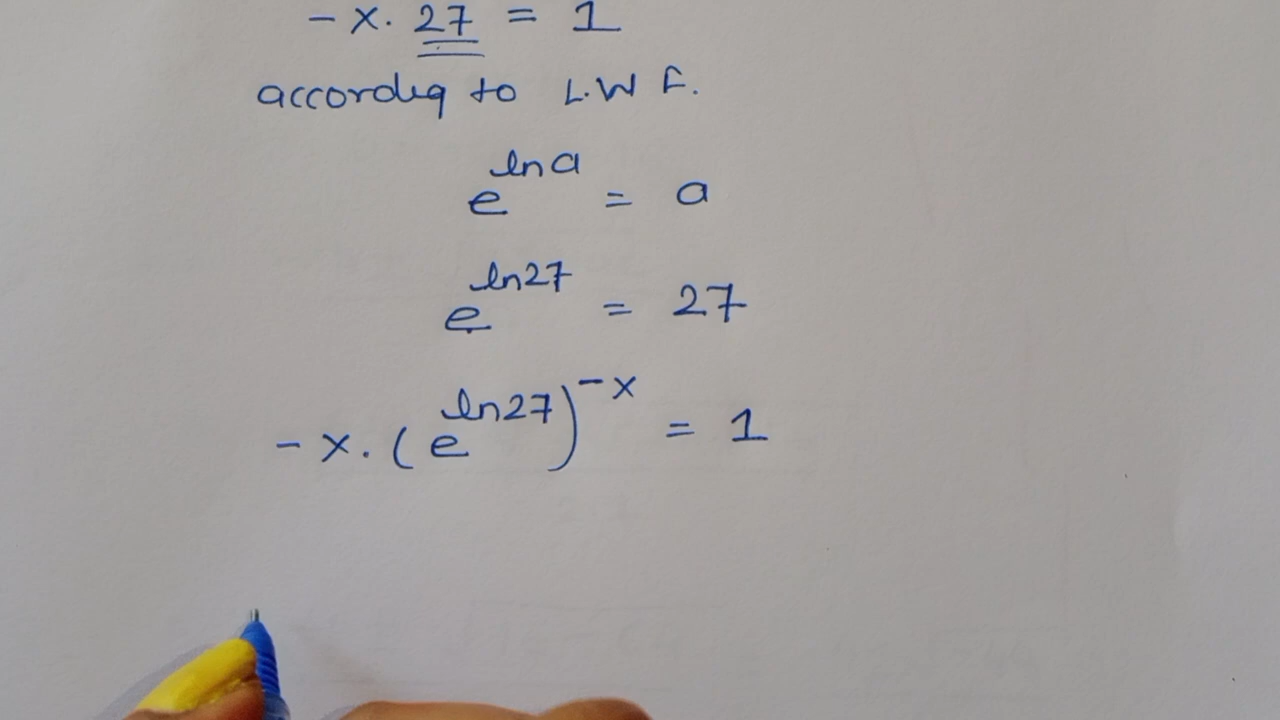 - x. 27 = 1
accordig to L.W F.
e^ln a = a
e^ln27 = 27
- x. (e^ln27)^-x = 1